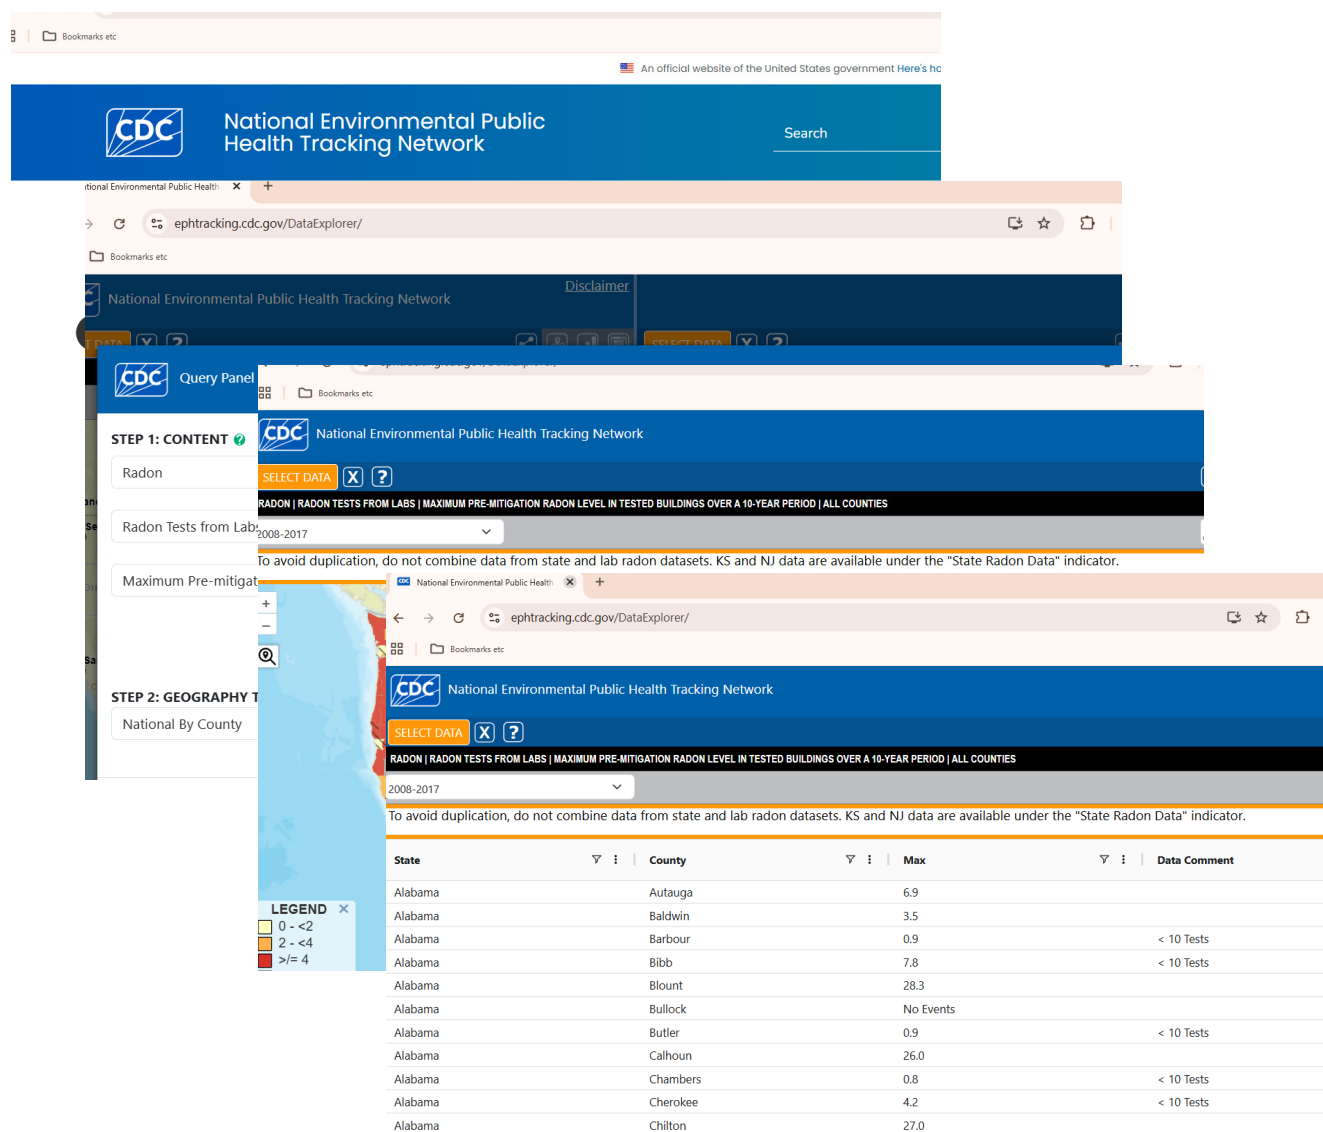 Bookmarks etc
An official website of the United States government Here's ho
CDC
National Environmental Public
Health Tracking Network
Search
tional Environmental Public Health
ephtracking.cdc.gov/DataExplorer/
Bookmarks etc
Disclaimer
National Environmental Public Health Tracking Network
T DATA X ?
SELECT DATA X ?
CDC Query Panel
STEP 1: CONTENT ?
Radon
Radon Tests from Labs
Maximum Pre-mitigat
STEP 2: GEOGRAPHY T
National By County
Bookmarks etc
CDC National Environmental Public Health Tracking Network
SELECT DATA X ?
RADON | RADON TESTS FROM LABS | MAXIMUM PRE-MITIGATION RADON LEVEL IN TESTED BUILDINGS OVER A 10-YEAR PERIOD | ALL COUNTIES
2008-2017
To avoid duplication, do not combine data from state and lab radon datasets. KS and NJ data are available under the "State Radon Data" indicator.
+
−
LEGEND ×
0 - <2
2 - <4
>/= 4
National Environmental Public Health
ephtracking.cdc.gov/DataExplorer/
Bookmarks etc
CDC National Environmental Public Health Tracking Network
SELECT DATA X ?
RADON | RADON TESTS FROM LABS | MAXIMUM PRE-MITIGATION RADON LEVEL IN TESTED BUILDINGS OVER A 10-YEAR PERIOD | ALL COUNTIES
2008-2017
To avoid duplication, do not combine data from state and lab radon datasets. KS and NJ data are available under the "State Radon Data" indicator.
State County Max Data Comment
Alabama Autauga 6.9
Alabama Baldwin 3.5
Alabama Barbour 0.9 < 10 Tests
Alabama Bibb 7.8 < 10 Tests
Alabama Blount 28.3
Alabama Bullock No Events
Alabama Butler 0.9 < 10 Tests
Alabama Calhoun 26.0
Alabama Chambers 0.8 < 10 Tests
Alabama Cherokee 4.2 < 10 Tests
Alabama Chilton 27.0